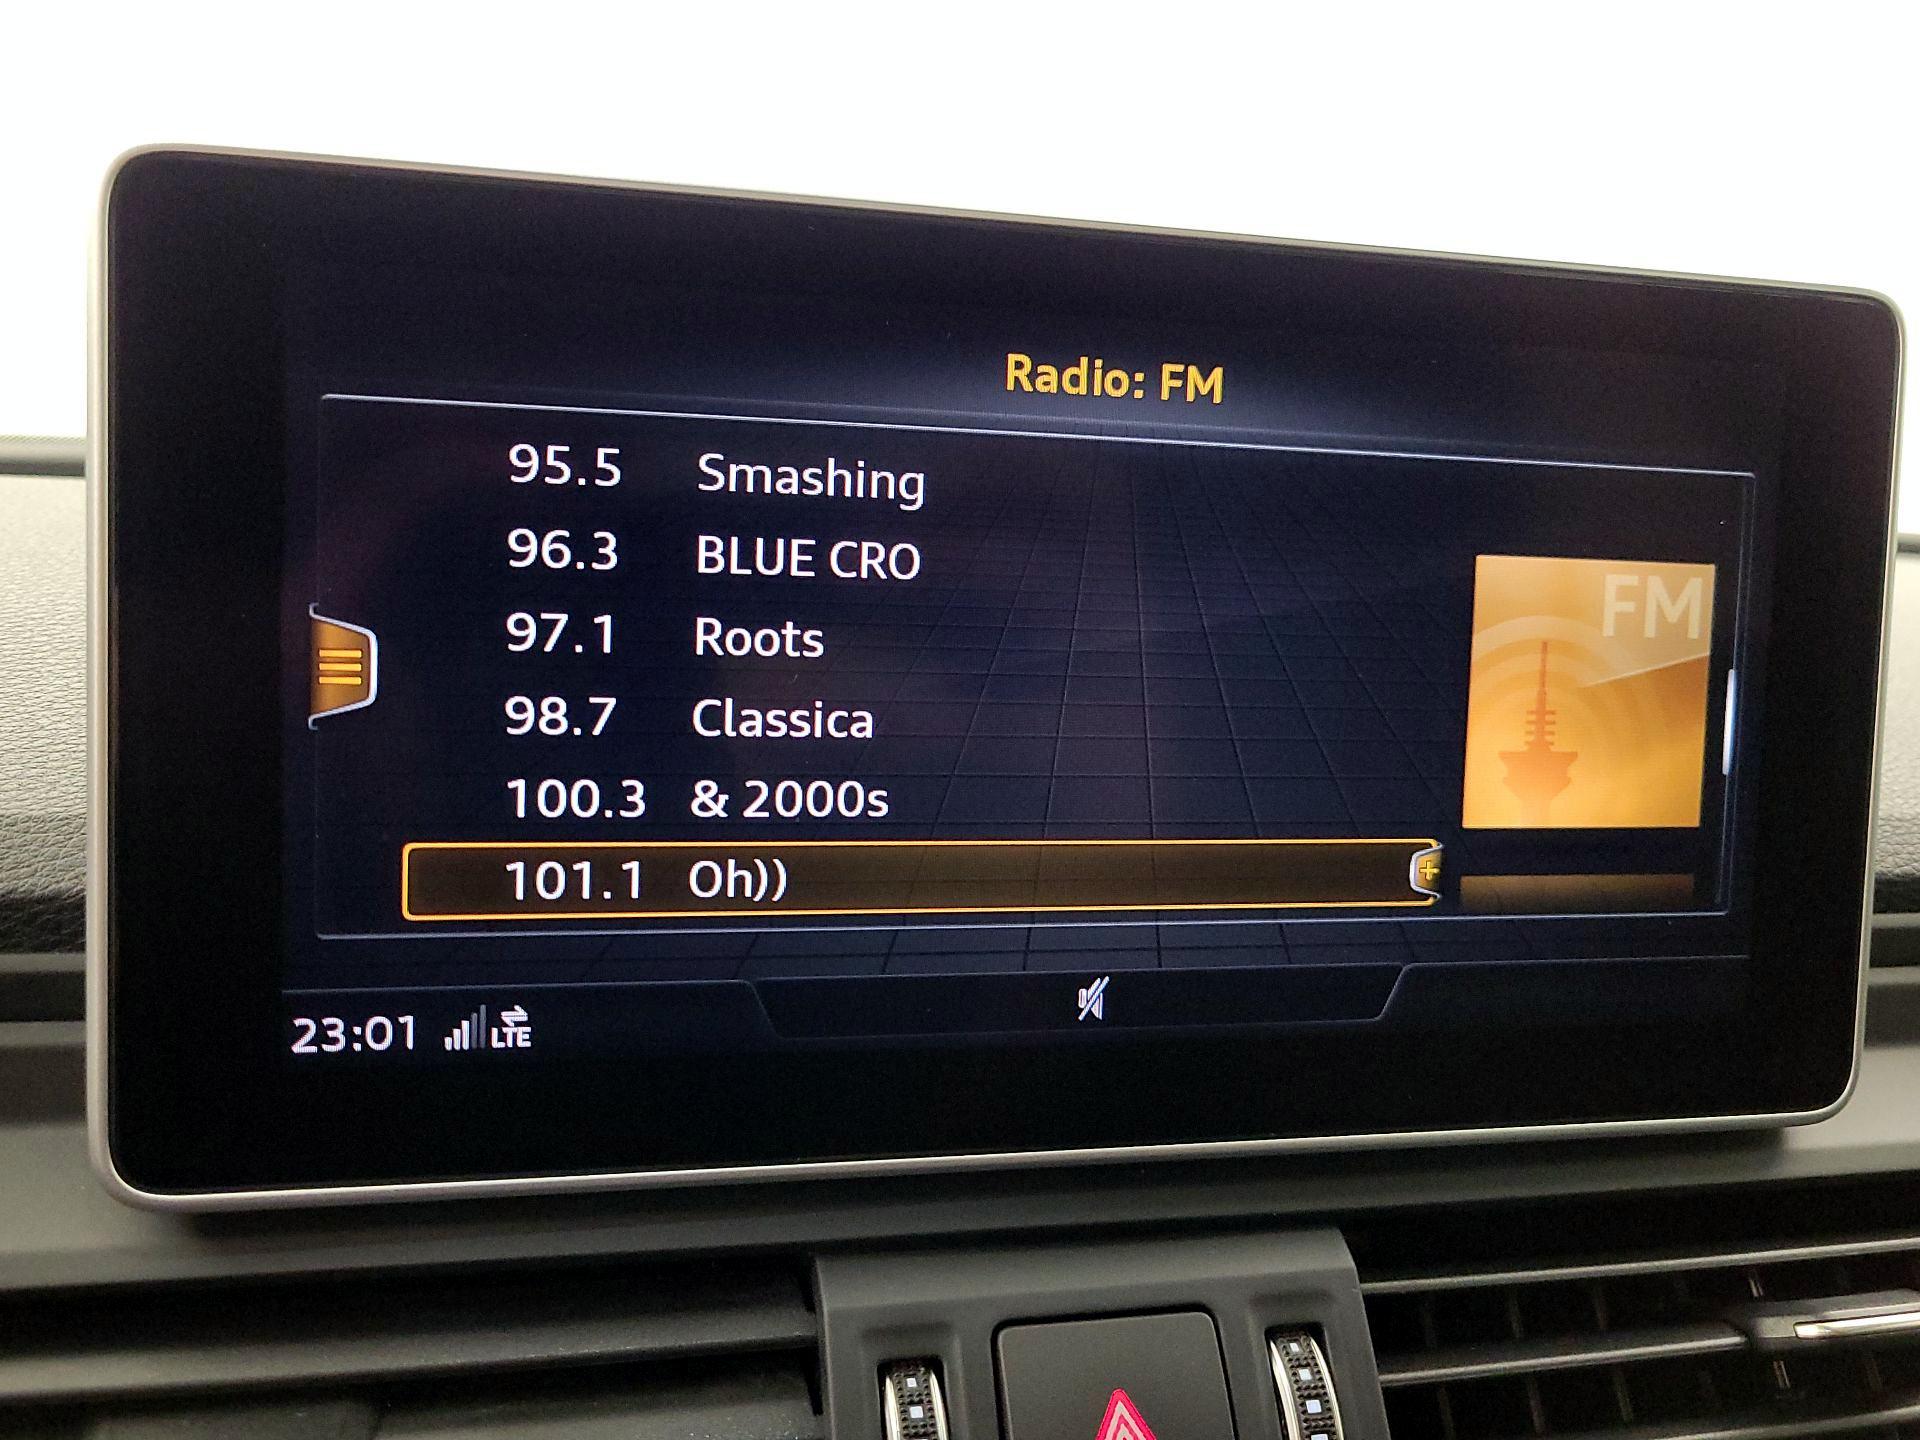 Radio: FM
95.5 Smashing
96.3 BLUE CRO
97.1 Roots
98.7 Classica
100.3 & 2000s
101.1 Oh))
FM
23:01 LTE